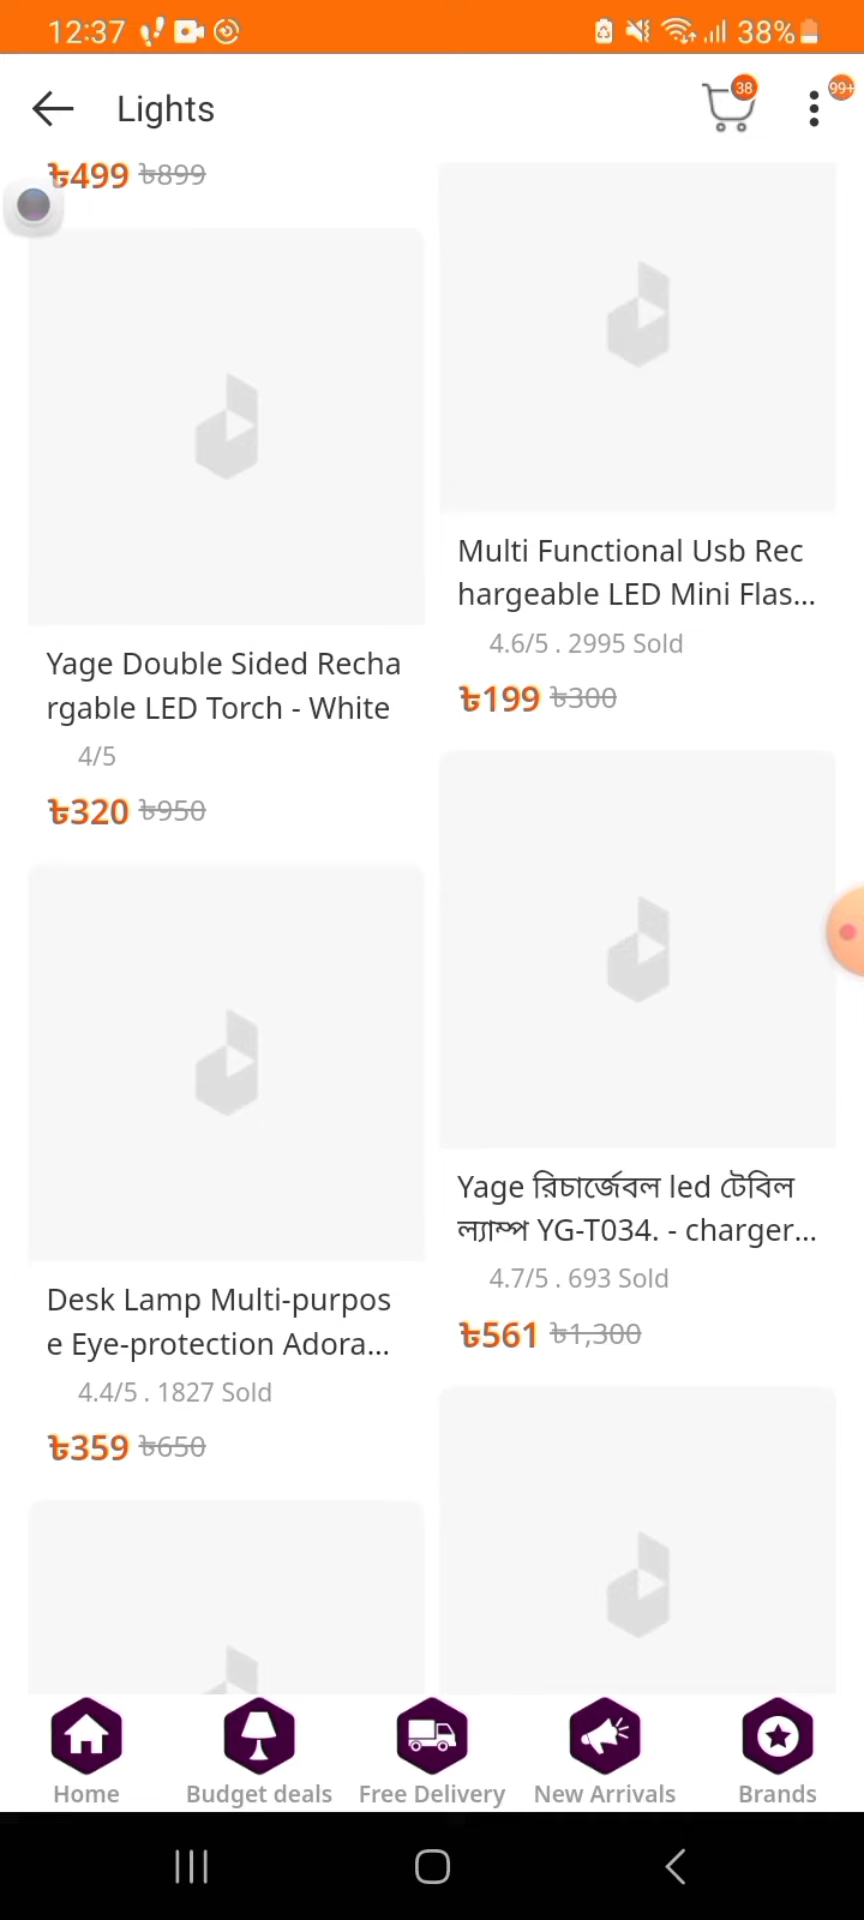 12:37
38%
Lights
38
99+
৳499 ৳899
Yage Double Sided Recha
rgable LED Torch - White
4/5
৳320 ৳950
Desk Lamp Multi-purpos
e Eye-protection Adora...
4.4/5 . 1827 Sold
৳359 ৳650
Multi Functional Usb Rec
hargeable LED Mini Flas...
4.6/5 . 2995 Sold
৳199 ৳300
Yage রিচার্জেবল led টেবিল
ল্যাম্প YG-T034. - charger...
4.7/5 . 693 Sold
৳561 ৳1,300
Home
Budget deals
Free Delivery
New Arrivals
Brands